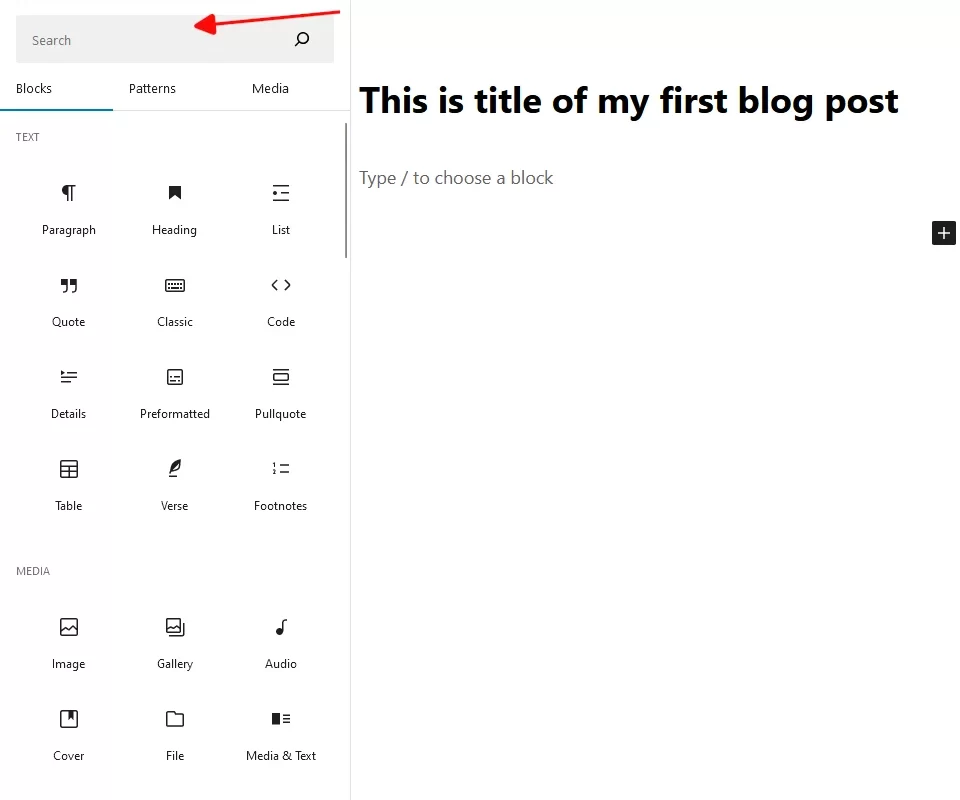 Search
Blocks Patterns Media
TEXT
Paragraph Heading List
Quote Classic Code
Details Preformatted Pullquote
Table Verse Footnotes
MEDIA
Image Gallery Audio
Cover File Media & Text
This is title of my first blog post
Type / to choose a block